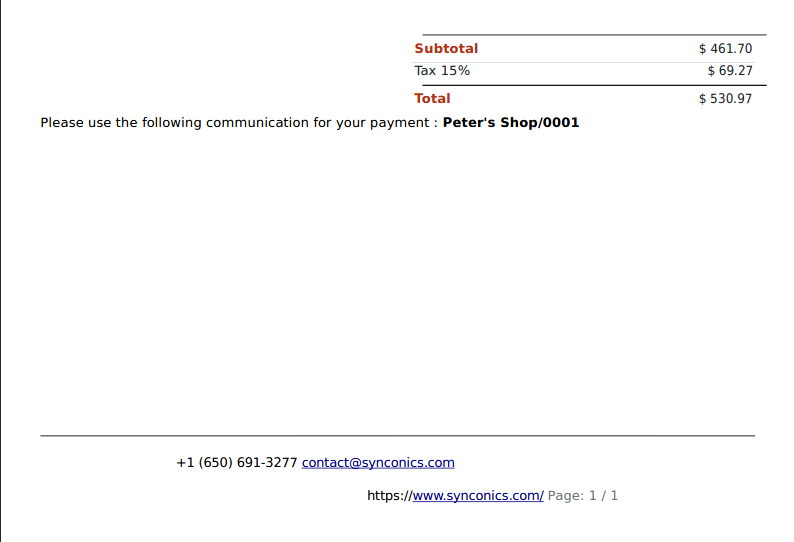 Subtotal $ 461.70
Tax 15% $ 69.27
Total $ 530.97
Please use the following communication for your payment : Peter's Shop/0001
+1 (650) 691-3277 contact@synconics.com
https://www.synconics.com/ Page: 1 / 1